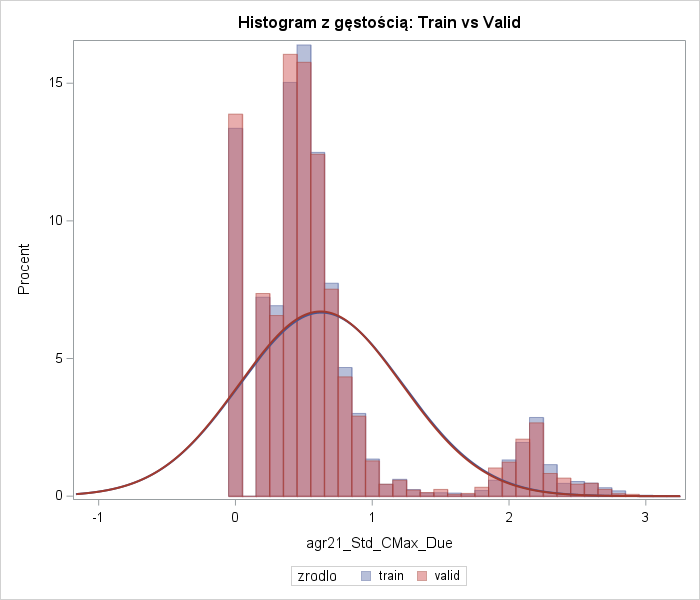 Histogram z gęstością: Train vs Valid
15
10
5
0
Procent
-1 0 1 2 3
agr21_Std_CMax_Due
zrodlo train valid